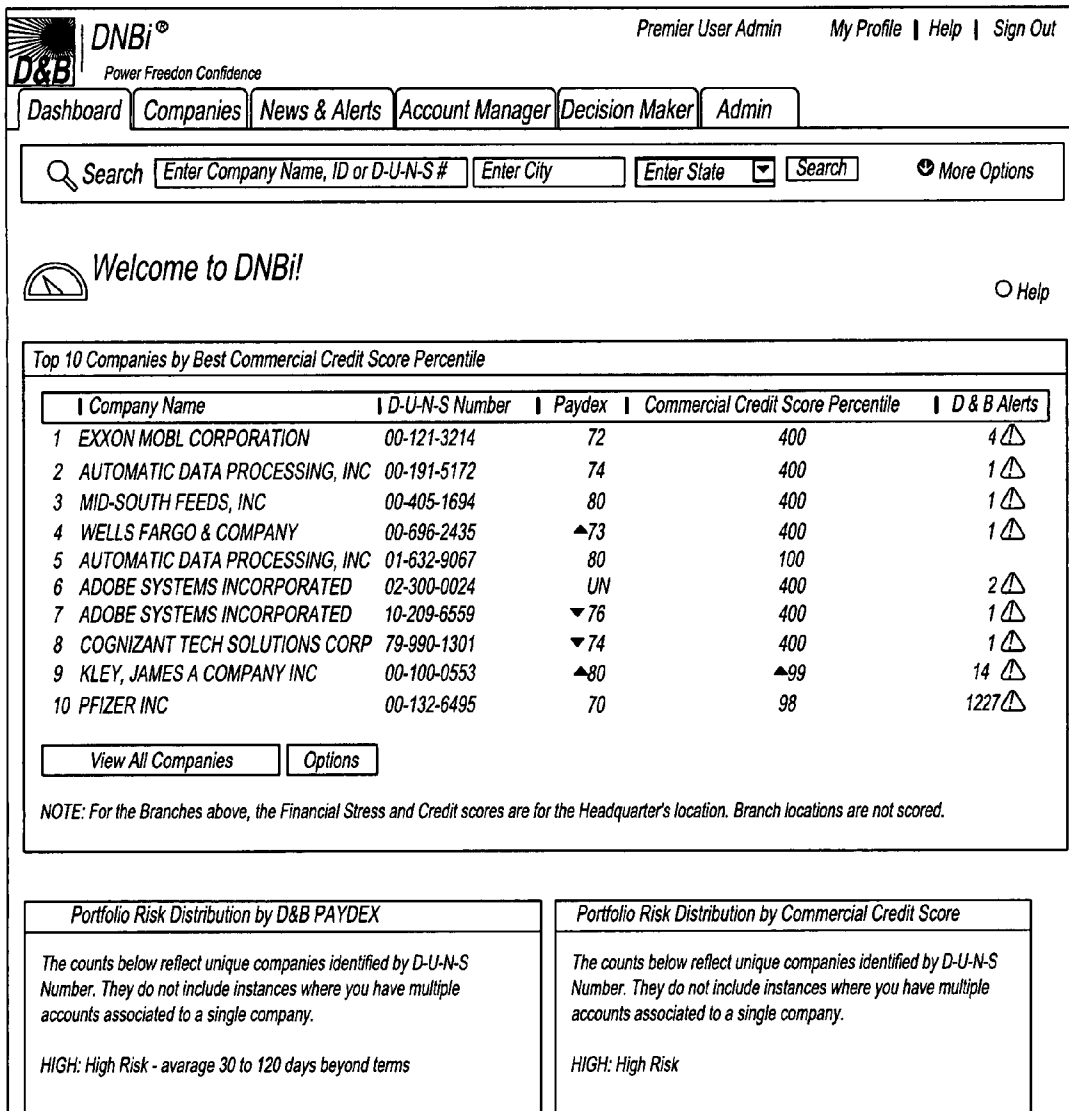 DNBi® Premier User Admin My Profile | Help | Sign Out
D&B Power Freedon Confidence
Dashboard Companies News & Alerts Account Manager Decision Maker Admin
Search Enter Company Name, ID or D-U-N-S # Enter City Enter State Search More Options
Welcome to DNBi!
Help
Top 10 Companies by Best Commercial Credit Score Percentile
| Company Name | D-U-N-S Number | Paydex | Commercial Credit Score Percentile | D & B Alerts
1 EXXON MOBL CORPORATION 00-121-3214 72 400 4
2 AUTOMATIC DATA PROCESSING, INC 00-191-5172 74 400 1
3 MID-SOUTH FEEDS, INC 00-405-1694 80 400 1
4 WELLS FARGO & COMPANY 00-696-2435 ▲73 400 1
5 AUTOMATIC DATA PROCESSING, INC 01-632-9067 80 100
6 ADOBE SYSTEMS INCORPORATED 02-300-0024 UN 400 2
7 ADOBE SYSTEMS INCORPORATED 10-209-6559 ▼76 400 1
8 COGNIZANT TECH SOLUTIONS CORP 79-990-1301 ▼74 400 1
9 KLEY, JAMES A COMPANY INC 00-100-0553 ▲80 ▲99 14
10 PFIZER INC 00-132-6495 70 98 1227
View All Companies Options
NOTE: For the Branches above, the Financial Stress and Credit scores are for the Headquarter's location. Branch locations are not scored.
Portfolio Risk Distribution by D&B PAYDEX
The counts below reflect unique companies identified by D-U-N-S
Number. They do not include instances where you have multiple
accounts associated to a single company.
HIGH: High Risk - avarage 30 to 120 days beyond terms
Portfolio Risk Distribution by Commercial Credit Score
The counts below reflect unique companies identified by D-U-N-S
Number. They do not include instances where you have multiple
accounts associated to a single company.
HIGH: High Risk